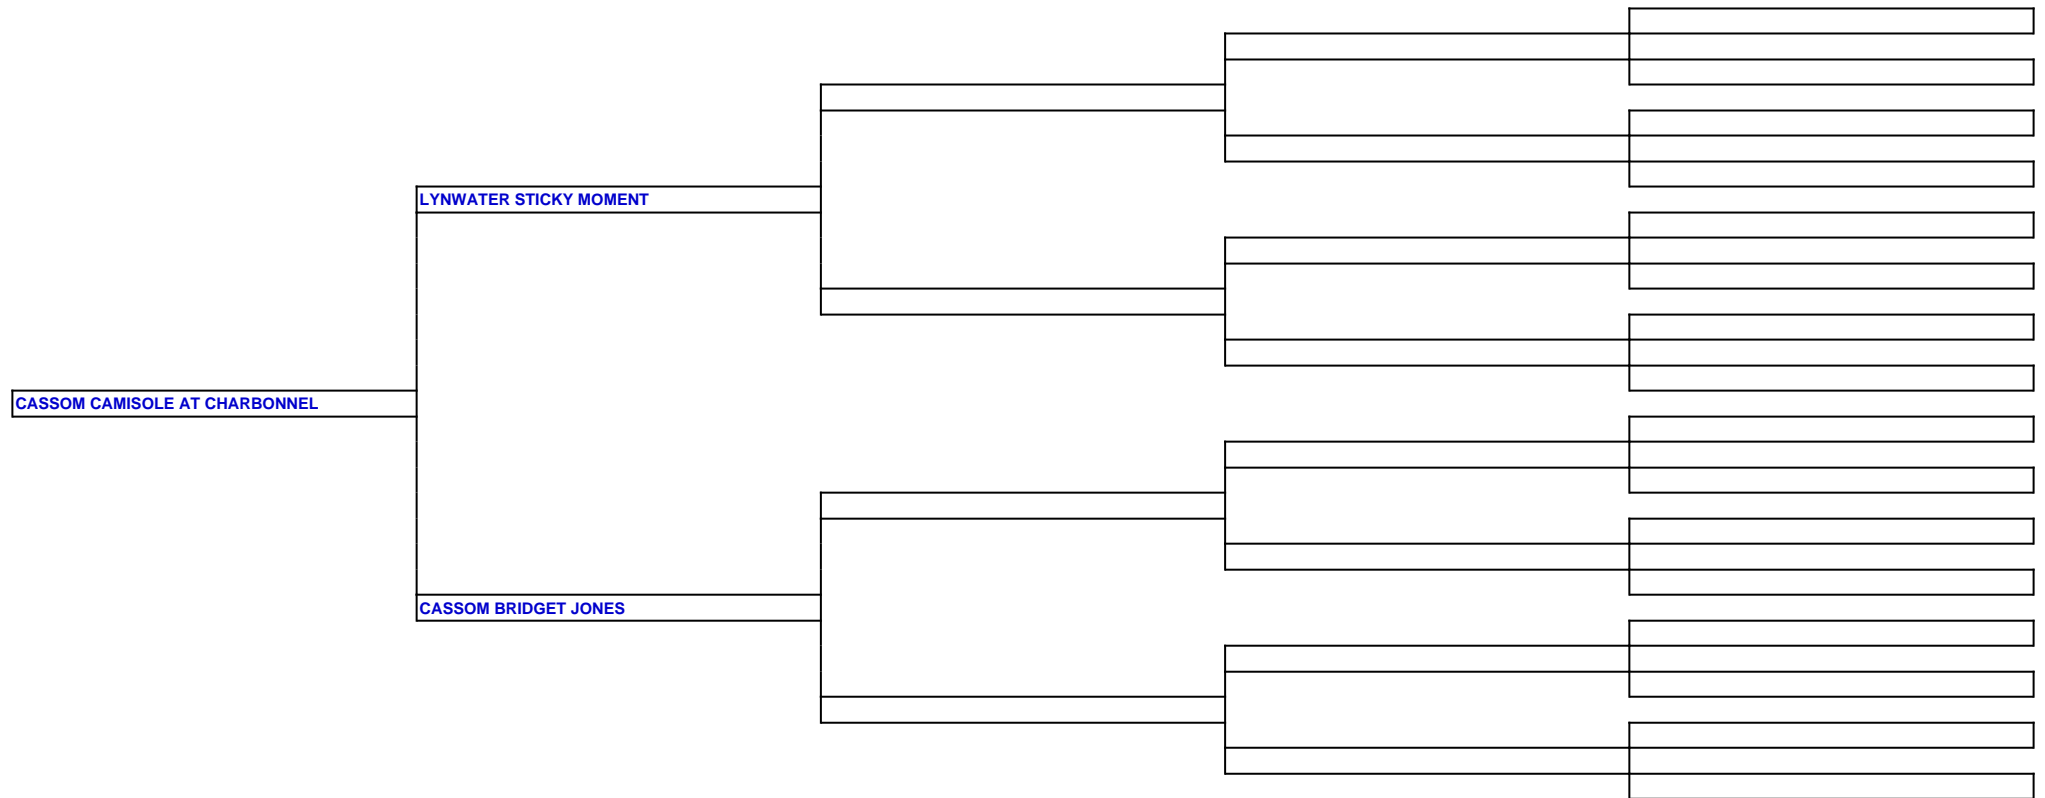 LYNWATER STICKY MOMENT
CASSOM CAMISOLE AT CHARBONNEL
CASSOM BRIDGET JONES